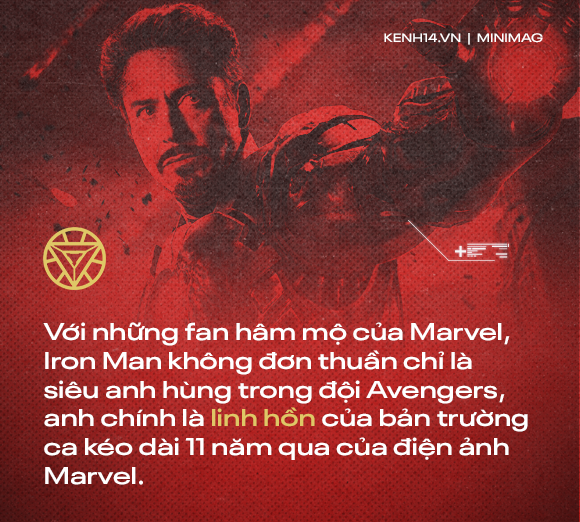 KENH14.VN | MINIMAG
Với những fan hâm mộ của Marvel,
Iron Man không đơn thuần chỉ là
siêu anh hùng trong đội Avengers,
anh chính là linh hồn của bản trường
ca kéo dài 11 năm qua của điện ảnh
Marvel.